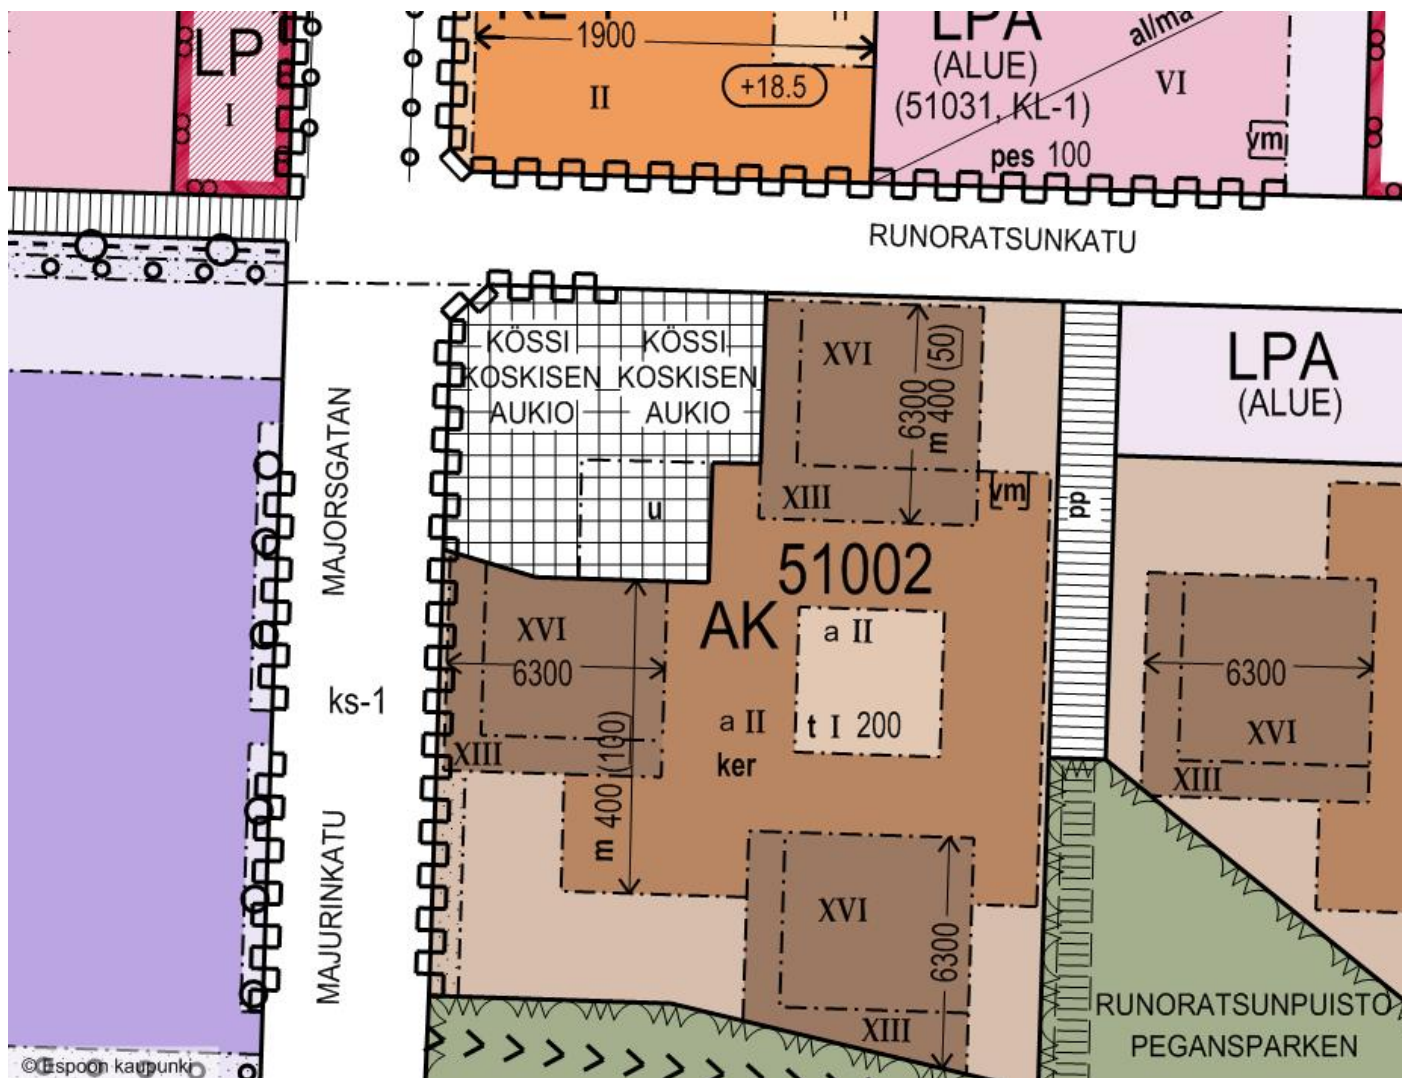 LP
I
1900
II
+18.5
LPA
(ALUE)
(51031, KL-1)
pes 100
al/ma
VI
vm
RUNORATSUNKATU
KÖSSI
KOSKISEN
AUKIO
KÖSSI
KOSKISEN
AUKIO
u
XVI
6300
m 400 (50)
XIII
vm
pp
LPA
(ALUE)
MAJORSGATAN
ks-1
MAJURINKATU
51002
AK
a II
t I 200
a II
ker
XVI
6300
XIII
m 400 (100)
XVI
6300
XIII
6300
XVI
XIII
RUNORATSUNPUISTO
PEGANSPARKEN
© Espoon kaupunki